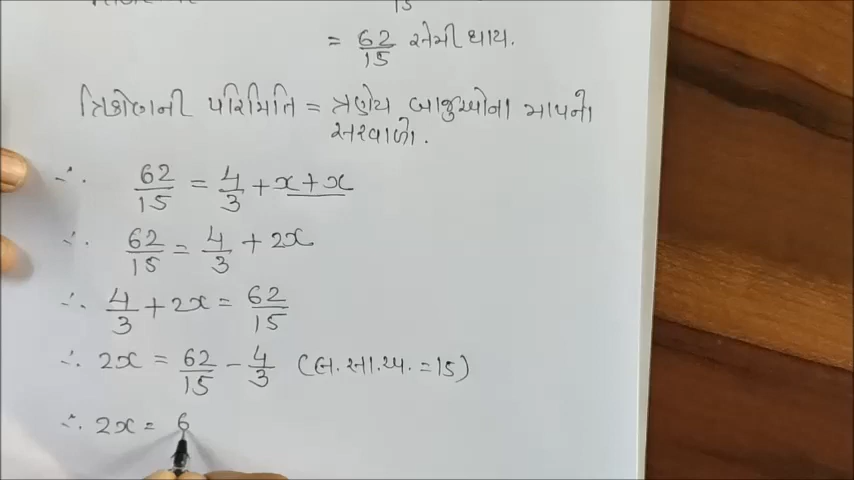 15
= 62/15 સેમી થાય.
ત્રિકોણની પરિમિતિ = ત્રણેય બાજુઓના માપનો
સરવાળો.
∴ 62/15 = 4/3 + x + x
∴ 62/15 = 4/3 + 2x
∴ 4/3 + 2x = 62/15
∴ 2x = 62/15 - 4/3 (લ.સા.અ. = 15)
∴ 2x = 6